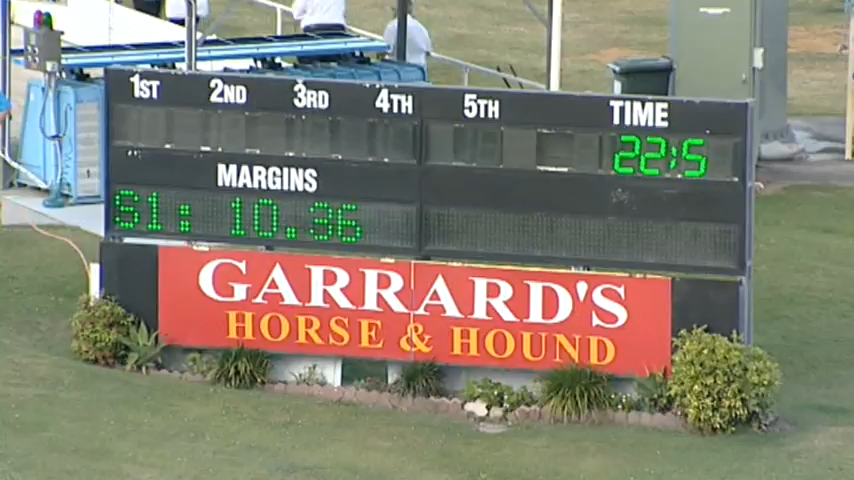 1ST 2ND 3RD 4TH 5TH TIME
22:5
MARGINS
S1: 10.36
GARRARD'S
HORSE & HOUND